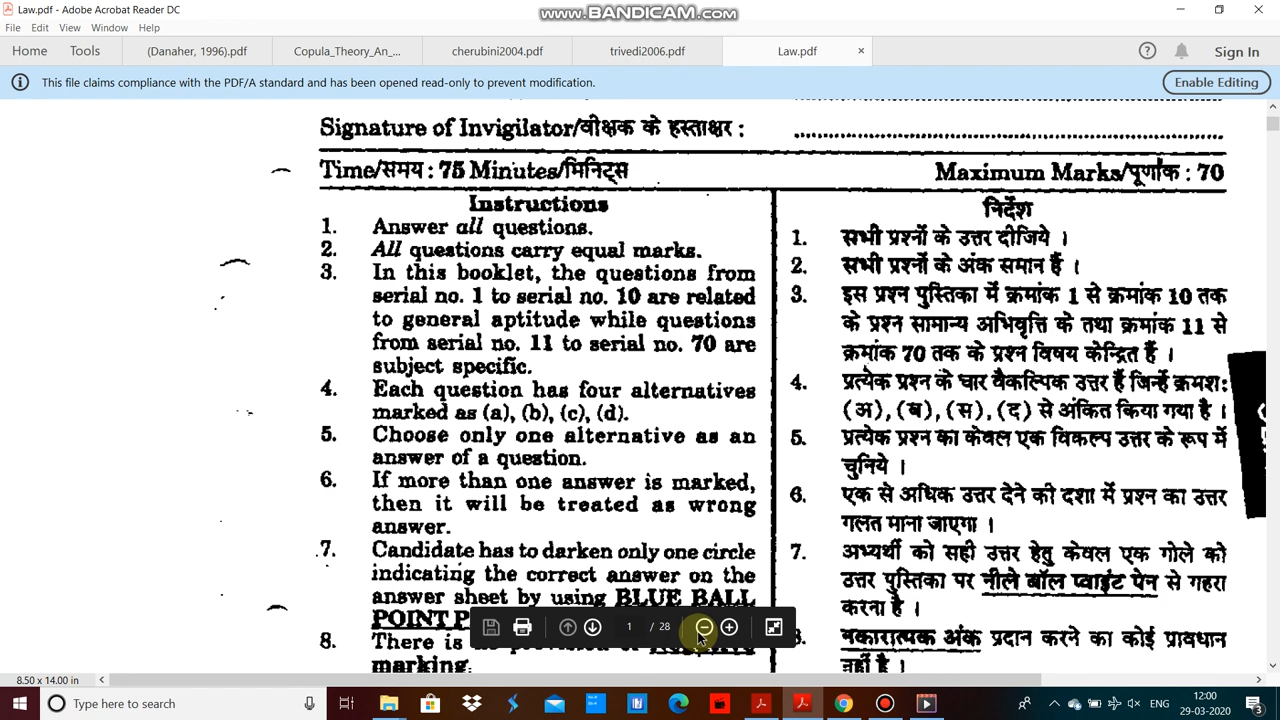 Law.pdf - Adobe Acrobat Reader DC
WWW.BANDICAM.COM
File Edit View Window Help
Home Tools (Danaher, 1996).pdf Copula_Theory_An_... cherubini2004.pdf trivedi2006.pdf Law.pdf Sign In
This file claims compliance with the PDF/A standard and has been opened read-only to prevent modification. Enable Editing
Signature of Invigilator/वीक्षक के हस्ताक्षर :
Time/समय : 75 Minutes/मिनिट्स
Maximum Marks/पूर्णांक : 70
Instructions
1. Answer all questions.
2. All questions carry equal marks.
3. In this booklet, the questions from
serial no. 1 to serial no. 10 are related
to general aptitude while questions
from serial no. 11 to serial no. 70 are
subject specific.
4. Each question has four alternatives
marked as (a), (b), (c), (d).
5. Choose only one alternative as an
answer of a question.
6. If more than one answer is marked,
then it will be treated as wrong
answer.
7. Candidate has to darken only one circle
indicating the correct answer on the
answer sheet by using BLUE BALL
POINT P
8. There is
marking.
निर्देश
1. सभी प्रश्नों के उत्तर दीजिये ।
2. सभी प्रश्नों के अंक समान हैं ।
3. इस प्रश्न पुस्तिका में क्रमांक 1 से क्रमांक 10 तक
के प्रश्न सामान्य अभिवृत्ति के तथा क्रमांक 11 से
क्रमांक 70 तक के प्रश्न विषय केन्द्रित हैं ।
4. प्रत्येक प्रश्न के चार वैकल्पिक उत्तर हैं जिन्हें क्रमश:
(अ), (ब), (स), (द) से अंकित किया गया है ।
5. प्रत्येक प्रश्न का केवल एक विकल्प उत्तर के रूप में
चुनिये ।
6. एक से अधिक उत्तर देने की दशा में प्रश्न का उत्तर
गलत माना जाएगा ।
7. अभ्यर्थी को सही उत्तर हेतु केवल एक गोले को
उत्तर पुस्तिका पर नीले बॉल प्वाइंट पेन से गहरा
करना है ।
8. नकारात्मक अंक प्रदान करने का कोई प्रावधान
नहीं है ।
1 / 28
8.50 x 14.00 in
Type here to search
ENG
12:00
29-03-2020
3